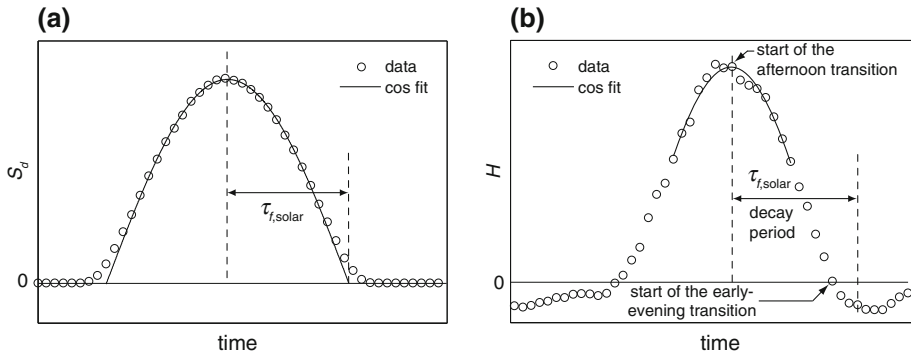 (a)
data
cos fit
S_d
τ_f,solar
0
time
(b)
data
cos fit
start of the
afternoon transition
H
τ_f,solar
decay
period
0
start of the early-
evening transition
time